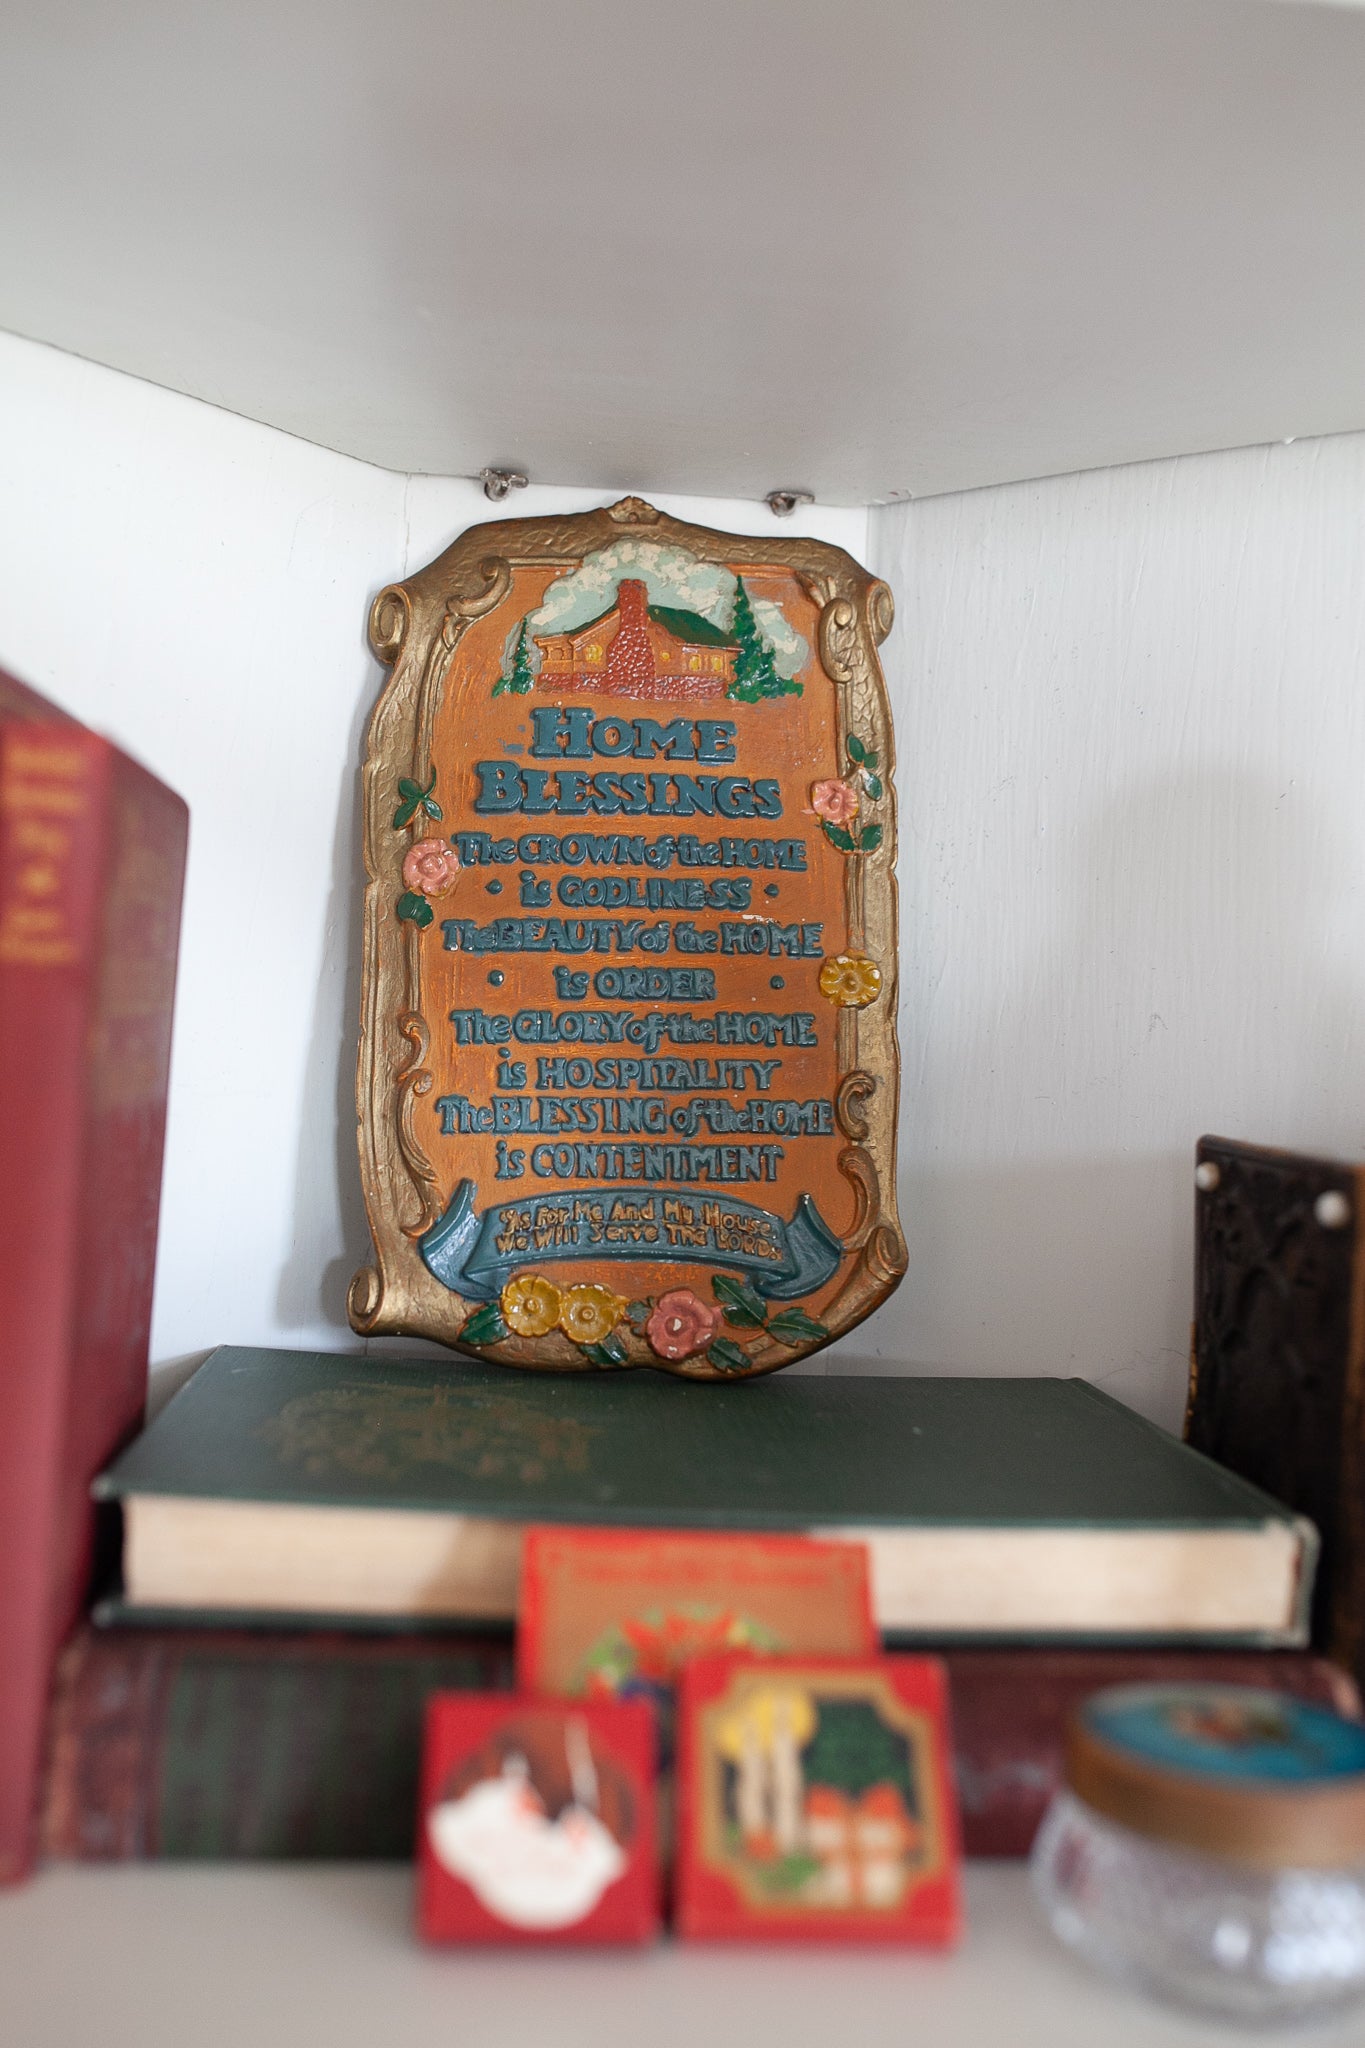 HOME
BLESSINGS
The CROWN of the HOME
• is GODLINESS •
The BEAUTY of the HOME
• is ORDER •
The GLORY of the HOME
is HOSPITALITY
The BLESSING of the HOME
is CONTENTMENT
"As For Me And My House
We Will Serve The LORD"